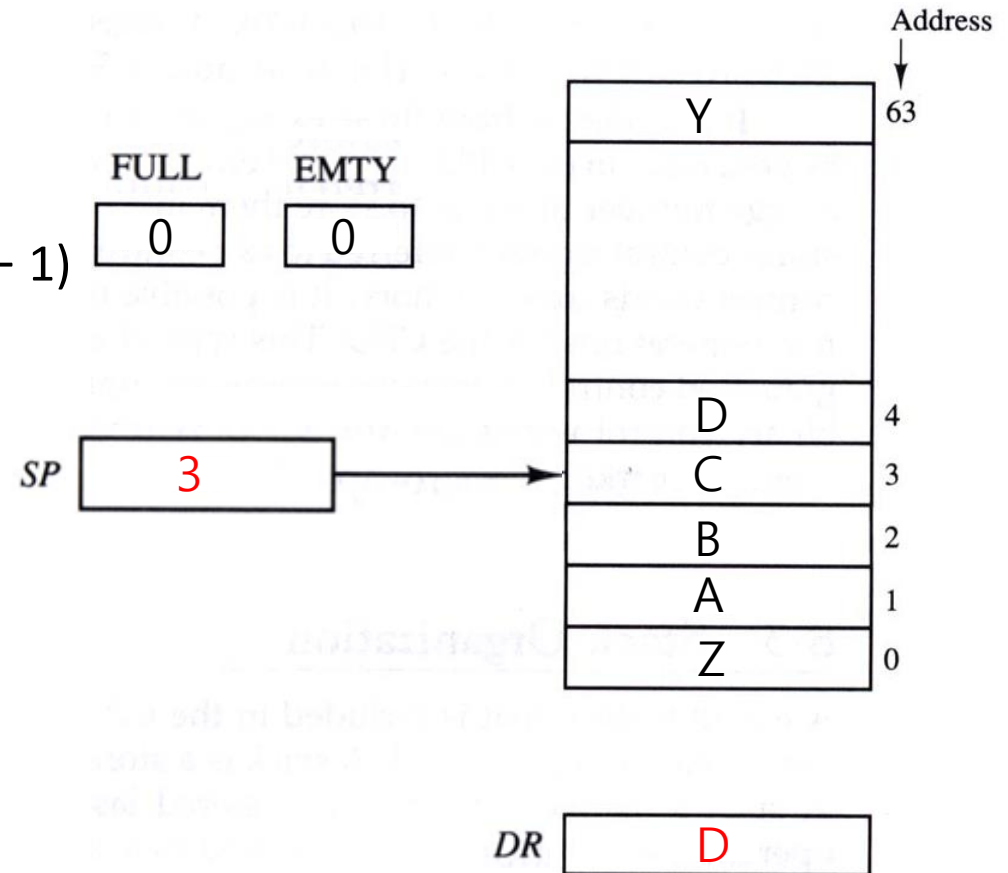 Address
Y 63
FULL EMTY
0 0
– 1)
D 4
SP 3 C 3
B 2
A 1
Z 0
DR D